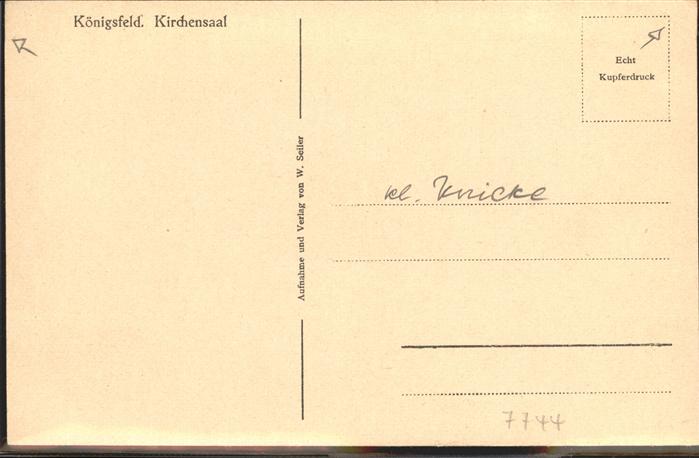 Königsfeld. Kirchensaal
Echt
Kupferdruck
Aufnahme und Verlag von W. Seiler
kl. Knicke
7744